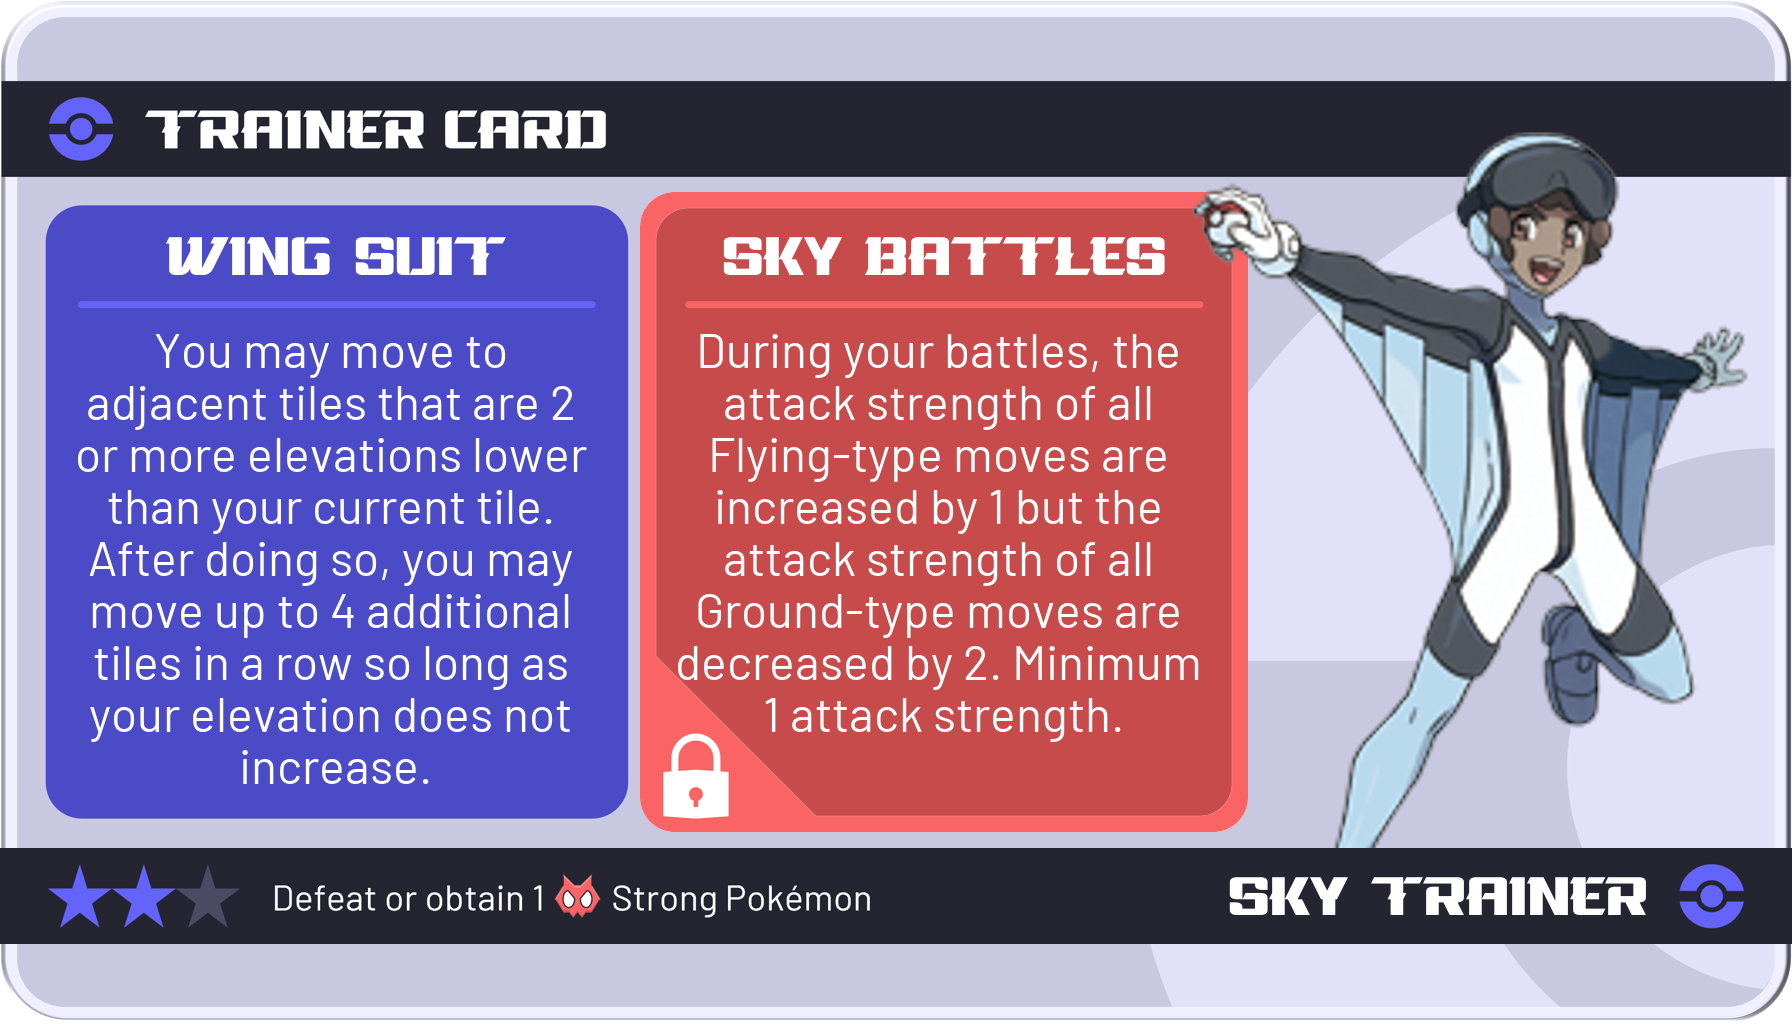 TRAINER CARD
WING SUIT
You may move to
adjacent tiles that are 2
or more elevations lower
than your current tile.
After doing so, you may
move up to 4 additional
tiles in a row so long as
your elevation does not
increase.
SKY BATTLES
During your battles, the
attack strength of all
Flying-type moves are
increased by 1 but the
attack strength of all
Ground-type moves are
decreased by 2. Minimum
1 attack strength.
Defeat or obtain 1 Strong Pokémon
SKY TRAINER